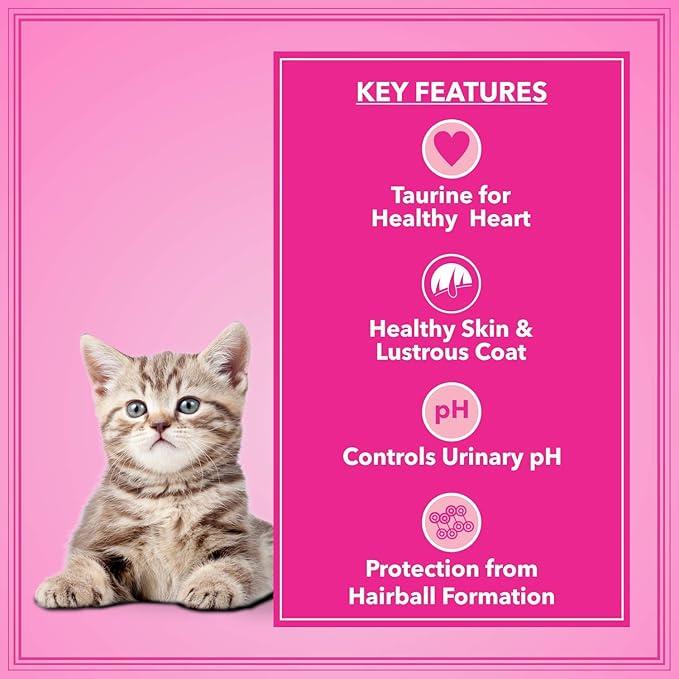 KEY FEATURES
Taurine for
Healthy Heart
Healthy Skin &
Lustrous Coat
pH
Controls Urinary pH
Protection from
Hairball Formation